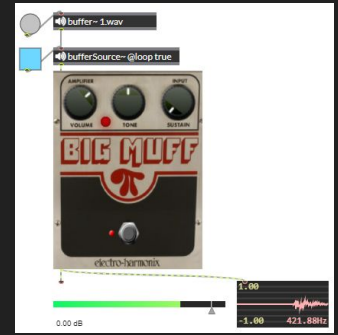 buffer~ 1.wav
bufferSource~ @loop true
AMPLIFIER INPUT
VOLUME TONE SUSTAIN
BIG MUFF
π
electro-harmonix
1.00
-1.00 421.88Hz
0.00 dB